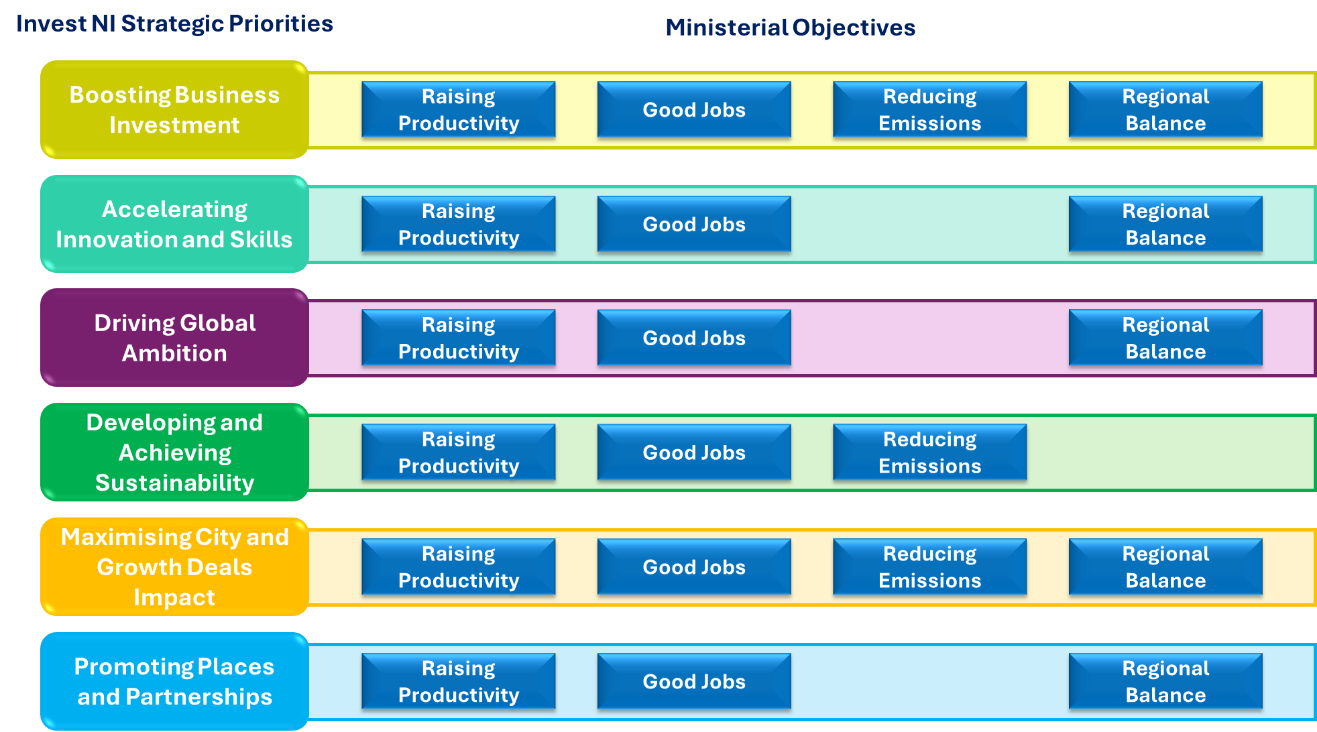 Invest NI Strategic Priorities
Ministerial Objectives
Boosting Business
Investment
Raising
Productivity
Good Jobs
Reducing
Emissions
Regional
Balance
Accelerating
Innovation and Skills
Raising
Productivity
Good Jobs
Regional
Balance
Driving Global
Ambition
Raising
Productivity
Good Jobs
Regional
Balance
Developing and
Achieving
Sustainability
Raising
Productivity
Good Jobs
Reducing
Emissions
Maximising City and
Growth Deals
Impact
Raising
Productivity
Good Jobs
Reducing
Emissions
Regional
Balance
Promoting Places
and Partnerships
Raising
Productivity
Good Jobs
Regional
Balance